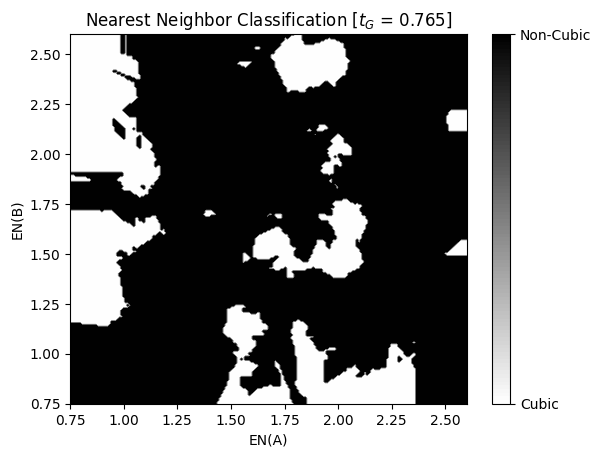 Nearest Neighbor Classification [t_G = 0.765]
Non-Cubic
2.50
2.25
2.00
1.75
1.50
1.25
1.00
0.75
EN(B)
Cubic
0.75 1.00 1.25 1.50 1.75 2.00 2.25 2.50
EN(A)